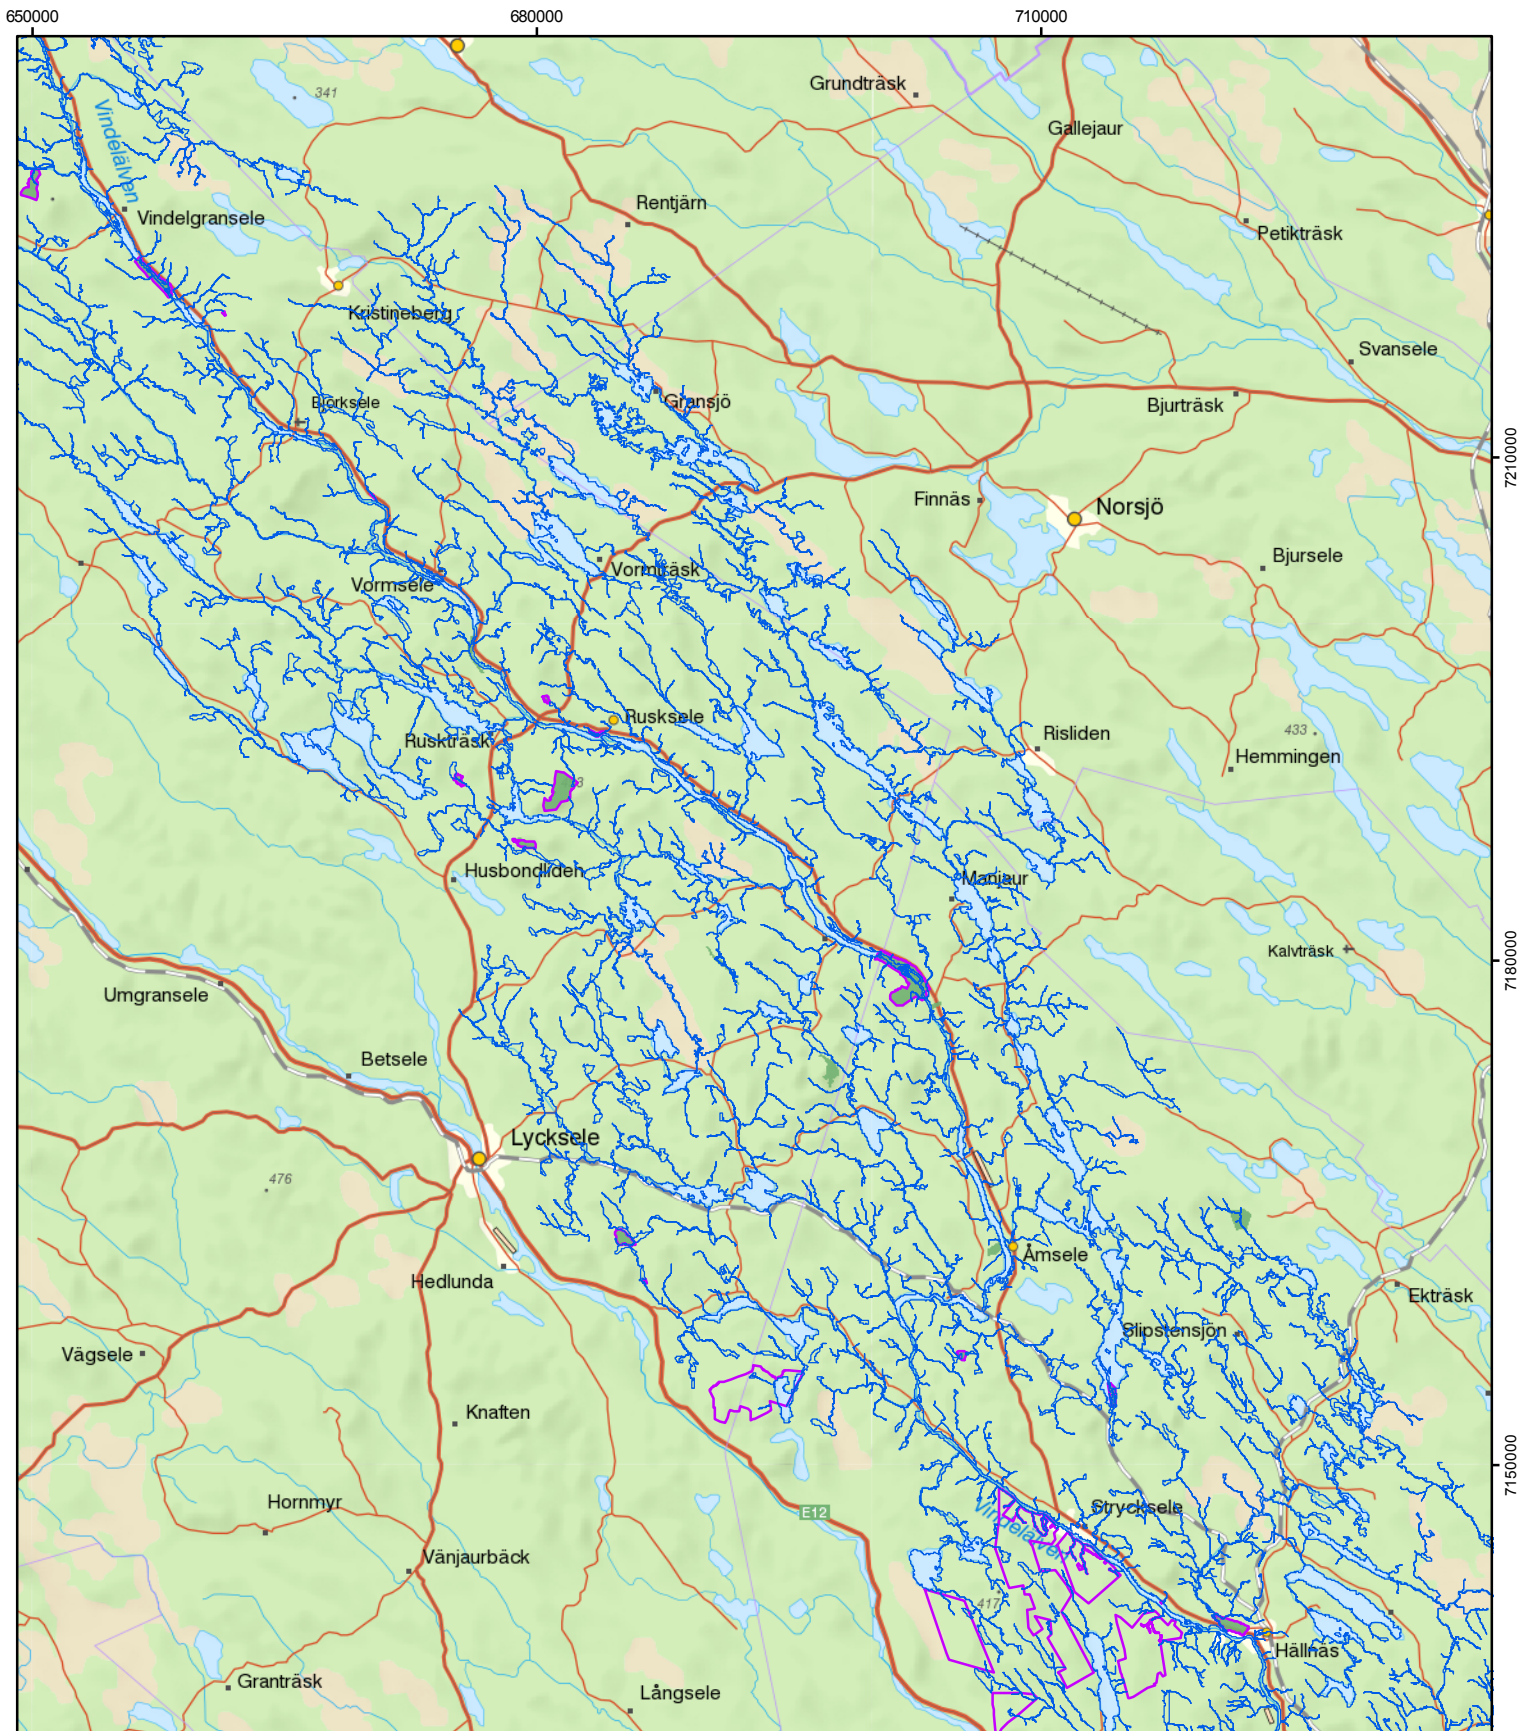 650000
680000
710000
Grundträsk
341
Vindelälven
Gallejaur
Rentjärn
Vindelgransele
Petikträsk
Kristineberg
Svansele
Björksele
Gransjö
Bjurträsk
7210000
Finnäs
Norsjö
Bjursele
Vormträsk
Vormsele
Rusksele
Ruskträsk
Risliden
433
Hemmingen
3
Husbondliden
Manjaur
Kalvträsk
7180000
Umgransele
Betsele
Lycksele
476
Åmsele
Hedlunda
Ekträsk
Slipstensjön
Vägsele
Knaften
7150000
Hornmyr
E12
Vindelälven
Strycksele
Vänjaurbäck
417
Hällnäs
Granträsk
Långsele